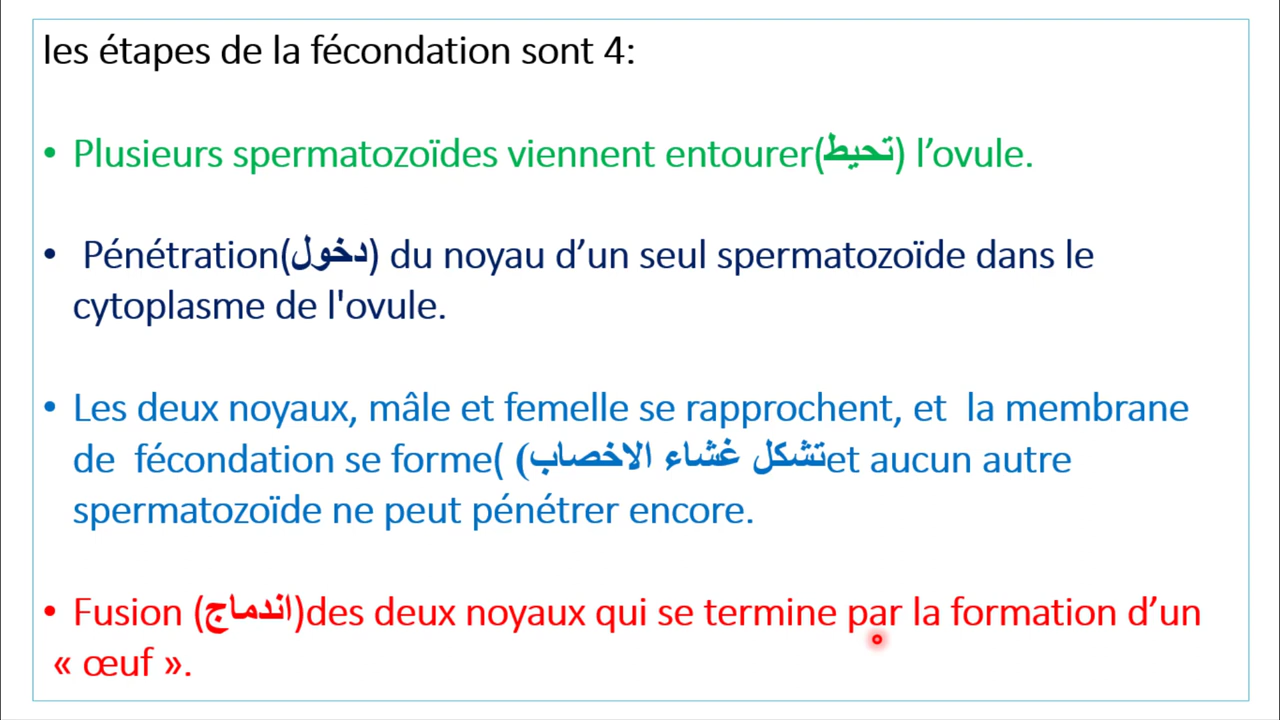 les étapes de la fécondation sont 4:
• Plusieurs spermatozoïdes viennent entourer(تحيط) l’ovule.
• Pénétration(دخول) du noyau d’un seul spermatozoïde dans le
cytoplasme de l'ovule.
• Les deux noyaux, mâle et femelle se rapprochent, et la membrane
de fécondation se forme( (تشكل غشاء الاخصاب et aucun autre
spermatozoïde ne peut pénétrer encore.
• Fusion (اندماج)des deux noyaux qui se termine par la formation d’un
« œuf ».